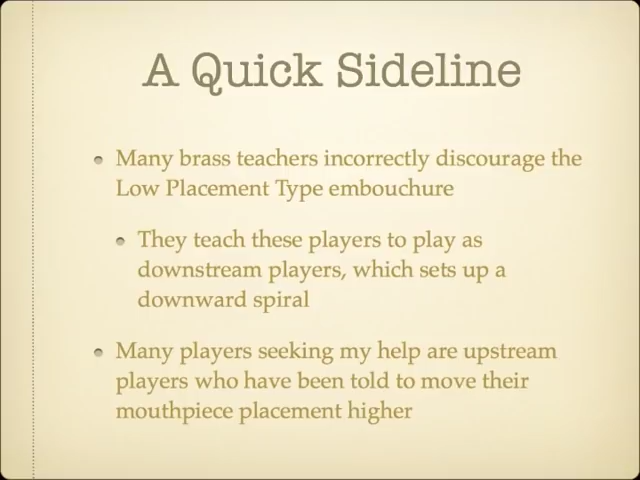 A Quick Sideline
Many brass teachers incorrectly discourage the
Low Placement Type embouchure
They teach these players to play as
downstream players, which sets up a
downward spiral
Many players seeking my help are upstream
players who have been told to move their
mouthpiece placement higher